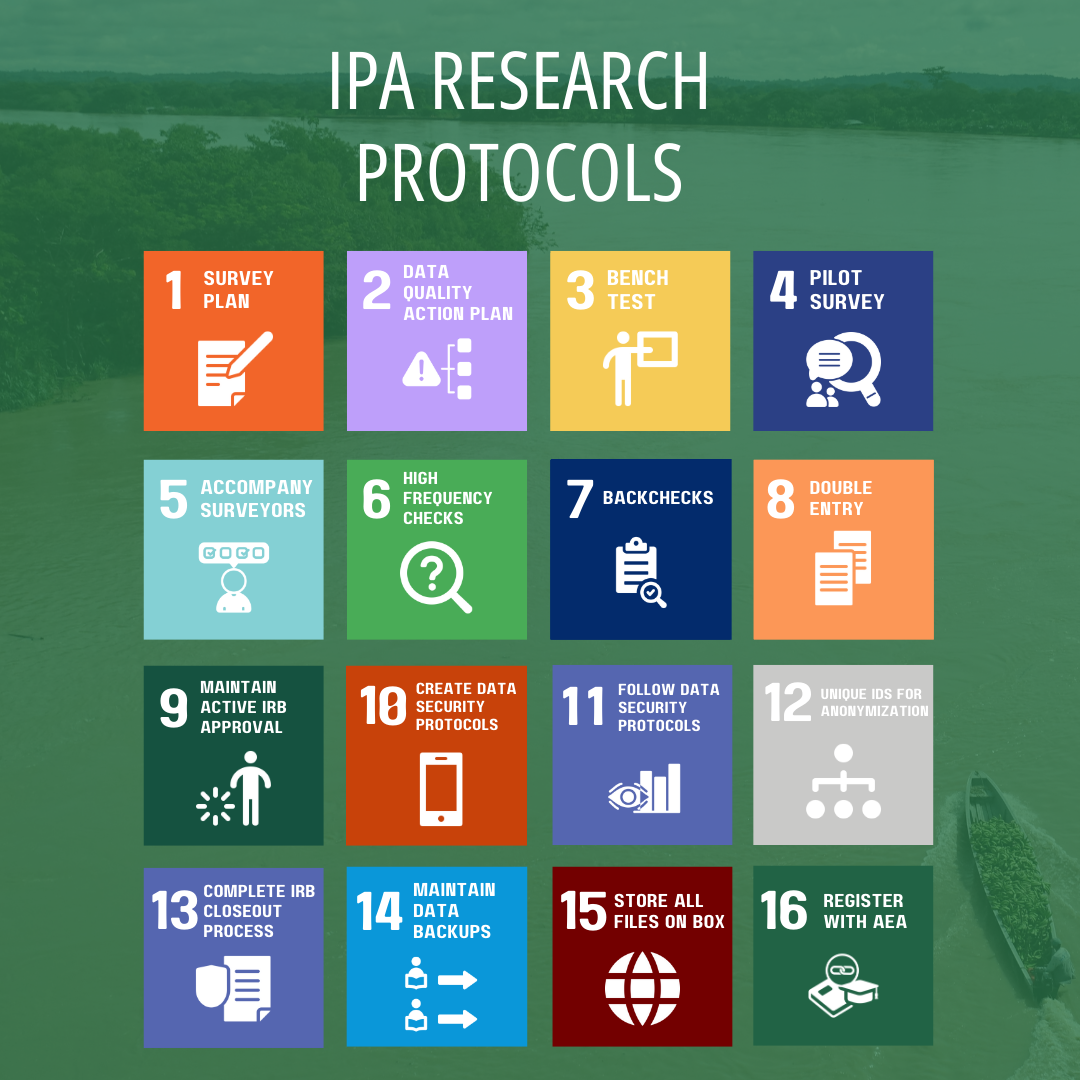 IPA RESEARCH
PROTOCOLS
1 SURVEY
PLAN
2 DATA
QUALITY
ACTION PLAN
3 BENCH
TEST
4 PILOT
SURVEY
5 ACCOMPANY
SURVEYORS
6 HIGH
FREQUENCY
CHECKS
7 BACKCHECKS
8 DOUBLE
ENTRY
9 MAINTAIN
ACTIVE IRB
APPROVAL
10 CREATE DATA
SECURITY
PROTOCOLS
11 FOLLOW DATA
SECURITY
PROTOCOLS
12 UNIQUE IDS FOR
ANONYMIZATION
13 COMPLETE IRB
CLOSEOUT
PROCESS
14 MAINTAIN
DATA
BACKUPS
15 STORE ALL
FILES ON BOX
16 REGISTER
WITH AEA